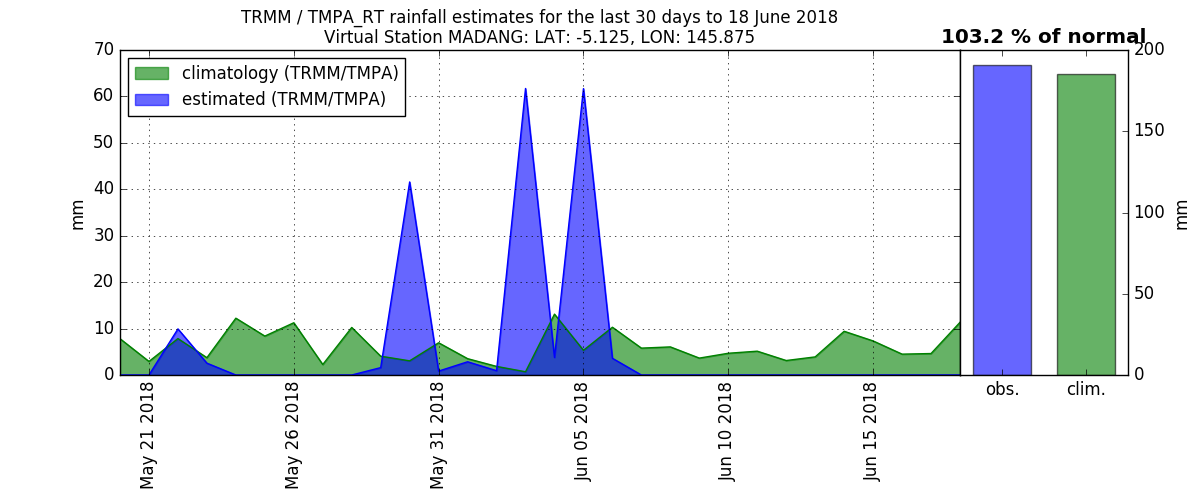 TRMM / TMPA_RT rainfall estimates for the last 30 days to 18 June 2018
Virtual Station MADANG: LAT: -5.125, LON: 145.875
103.2 % of normal
climatology (TRMM/TMPA)
estimated (TRMM/TMPA)
mm
70
60
50
40
30
20
10
0
May 21 2018
May 26 2018
May 31 2018
Jun 05 2018
Jun 10 2018
Jun 15 2018
obs.
clim.
200
150
100
50
0
mm